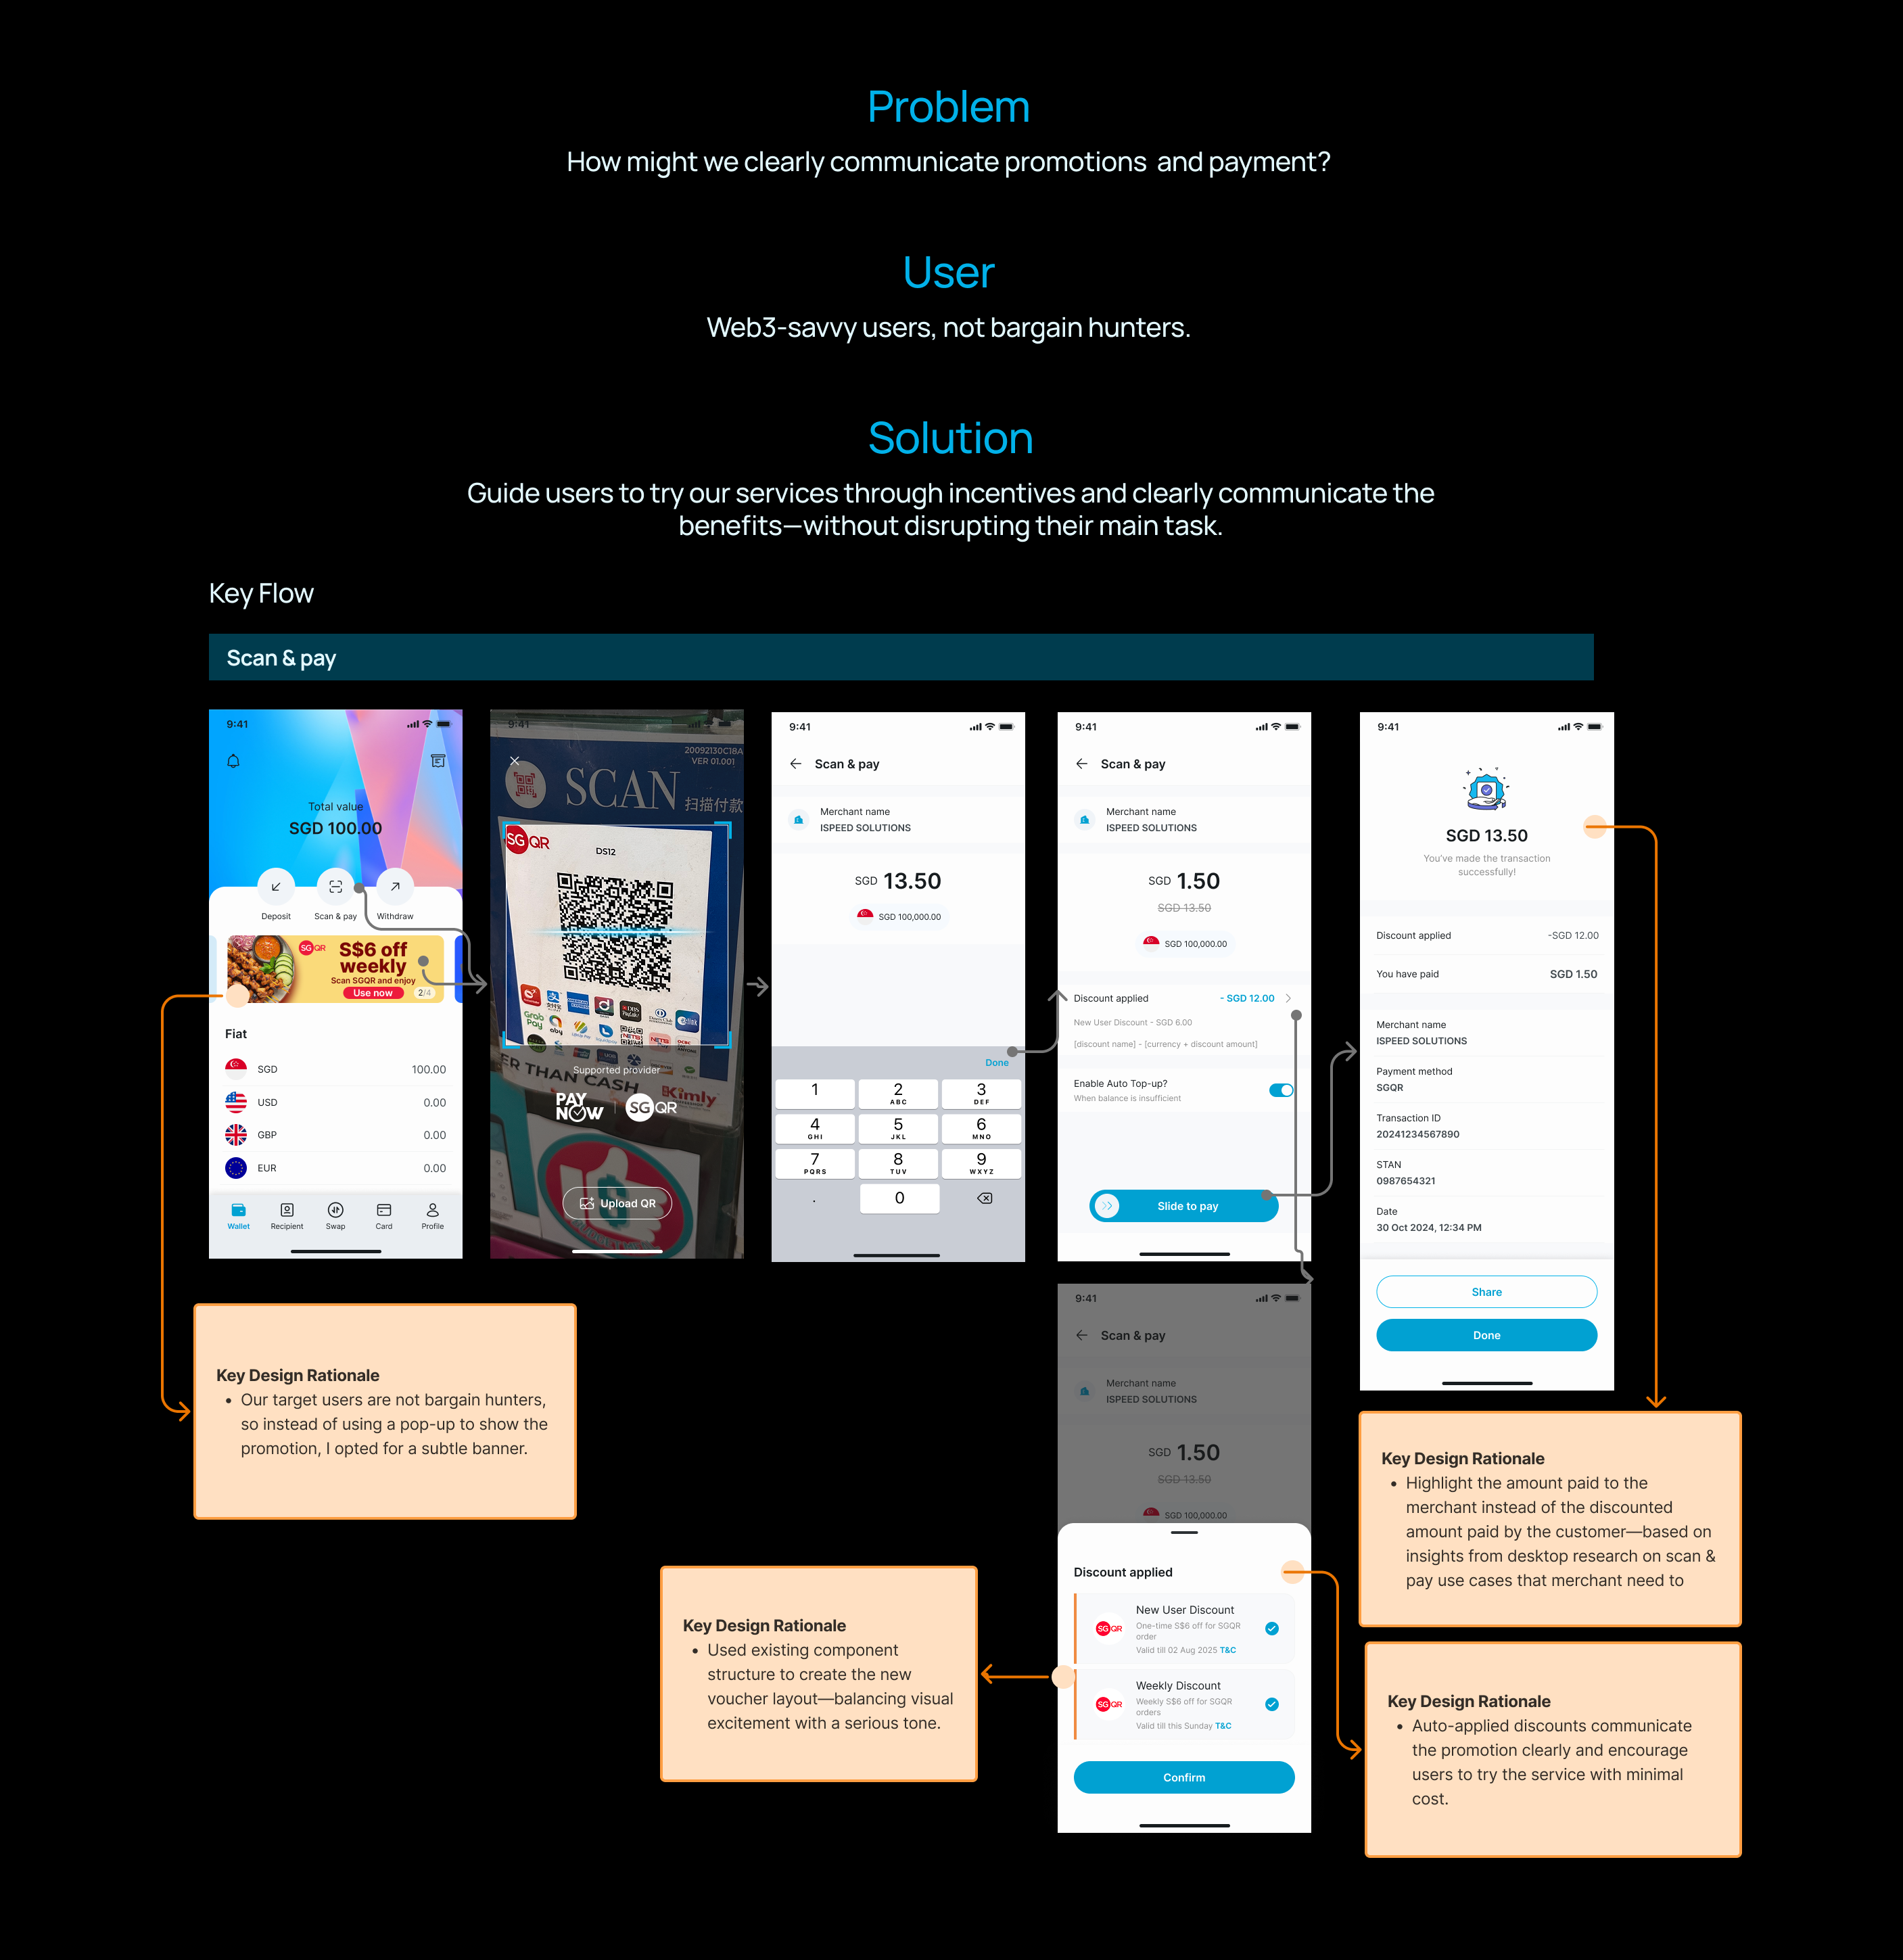 Problem
How might we clearly communicate promotions and payment?
User
Web3-savvy users, not bargain hunters.
Solution
Guide users to try our services through incentives and clearly communicate the
benefits—without disrupting their main task.
Key Flow
Scan & pay
9:41
Total value
SGD 100.00
Deposit
Scan & pay
Withdraw
SGQR
S$6 off
weekly
Scan SGQR and enjoy
Use now
2/4
Fiat
SGD
100.00
USD
0.00
GBP
0.00
EUR
0.00
Wallet
Recipient
Swap
Card
Profile
9:41
20092130C18A
VER 01.001
SCAN
扫描付款
SGQR
DS12
Grab
Pay
ER THAN CASH
Supported provider
Kimly
PAY
NOW
SGQR
Upload QR
9:41
Scan & pay
Merchant name
ISPEED SOLUTIONS
SGD 13.50
SGD 100,000.00
Done
1
2
ABC
3
DEF
4
GHI
5
JKL
6
MNO
7
PQRS
8
TUV
9
WXYZ
.
0
9:41
Scan & pay
Merchant name
ISPEED SOLUTIONS
SGD 1.50
SGD 13.50
SGD 100,000.00
Discount applied
- SGD 12.00
New User Discount - SGD 6.00
[discount name] - [currency + discount amount]
Enable Auto Top-up?
When balance is insufficient
Slide to pay
9:41
SGD 13.50
You've made the transaction
successfully!
Discount applied
-SGD 12.00
You have paid
SGD 1.50
Merchant name
ISPEED SOLUTIONS
Payment method
SGQR
Transaction ID
20241234567890
STAN
0987654321
Date
30 Oct 2024, 12:34 PM
Share
Done
9:41
Scan & pay
Merchant name
ISPEED SOLUTIONS
SGD 1.50
SGD 13.50
SGD 100,000.00
Discount applied
SGQR
New User Discount
One-time S$6 off for SGQR
order
Valid till 02 Aug 2025 T&C
SGQR
Weekly Discount
Weekly S$6 off for SGQR
orders
Valid till this Sunday T&C
Confirm
Key Design Rationale
• Our target users are not bargain hunters,
so instead of using a pop-up to show the
promotion, I opted for a subtle banner.
Key Design Rationale
• Used existing component
structure to create the new
voucher layout—balancing visual
excitement with a serious tone.
Key Design Rationale
• Highlight the amount paid to the
merchant instead of the discounted
amount paid by the customer—based on
insights from desktop research on scan &
pay use cases that merchant need to
Key Design Rationale
• Auto-applied discounts communicate
the promotion clearly and encourage
users to try the service with minimal
cost.